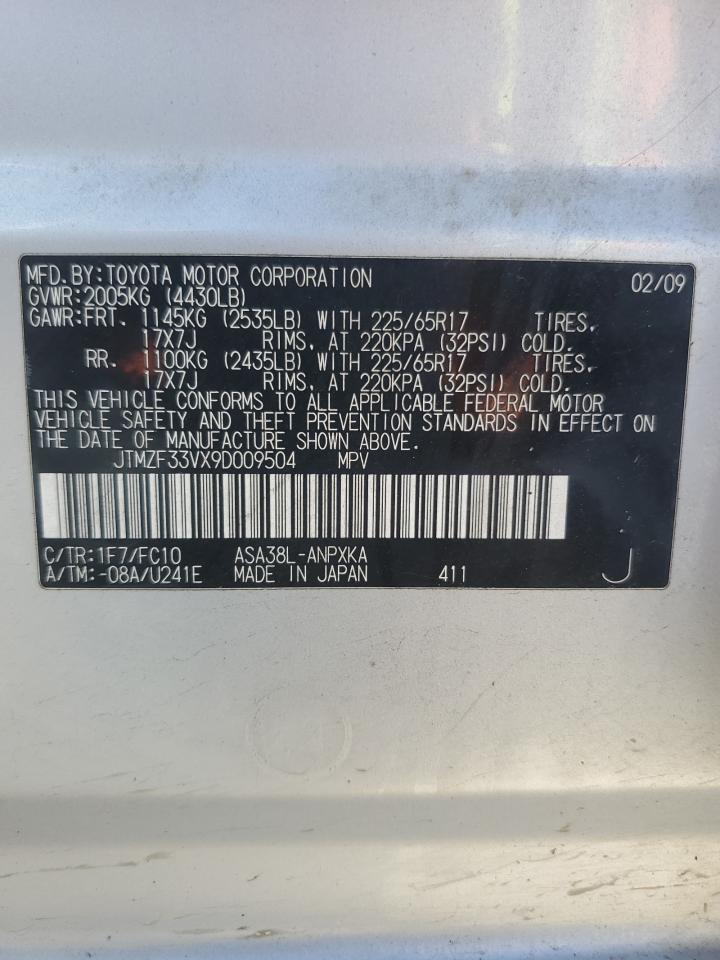 MFD.BY:TOYOTA MOTOR CORPORATION 02/09
GVWR:2005KG (4430LB)
GAWR:FRT. 1145KG (2535LB) WITH 225/65R17 TIRES,
17X7J RIMS, AT 220KPA (32PSI) COLD.
RR. 1100KG (2435LB) WITH 225/65R17 TIRES,
17X7J RIMS, AT 220KPA (32PSI) COLD.
THIS VEHICLE CONFORMS TO ALL APPLICABLE FEDERAL MOTOR
VEHICLE SAFETY AND THEFT PREVENTION STANDARDS IN EFFECT ON
THE DATE OF MANUFACTURE SHOWN ABOVE.
JTMZF33VX9D009504 MPV
C/TR:1F7/FC10 ASA38L-ANPXKA
A/TM:-08A/U241E MADE IN JAPAN 411 J